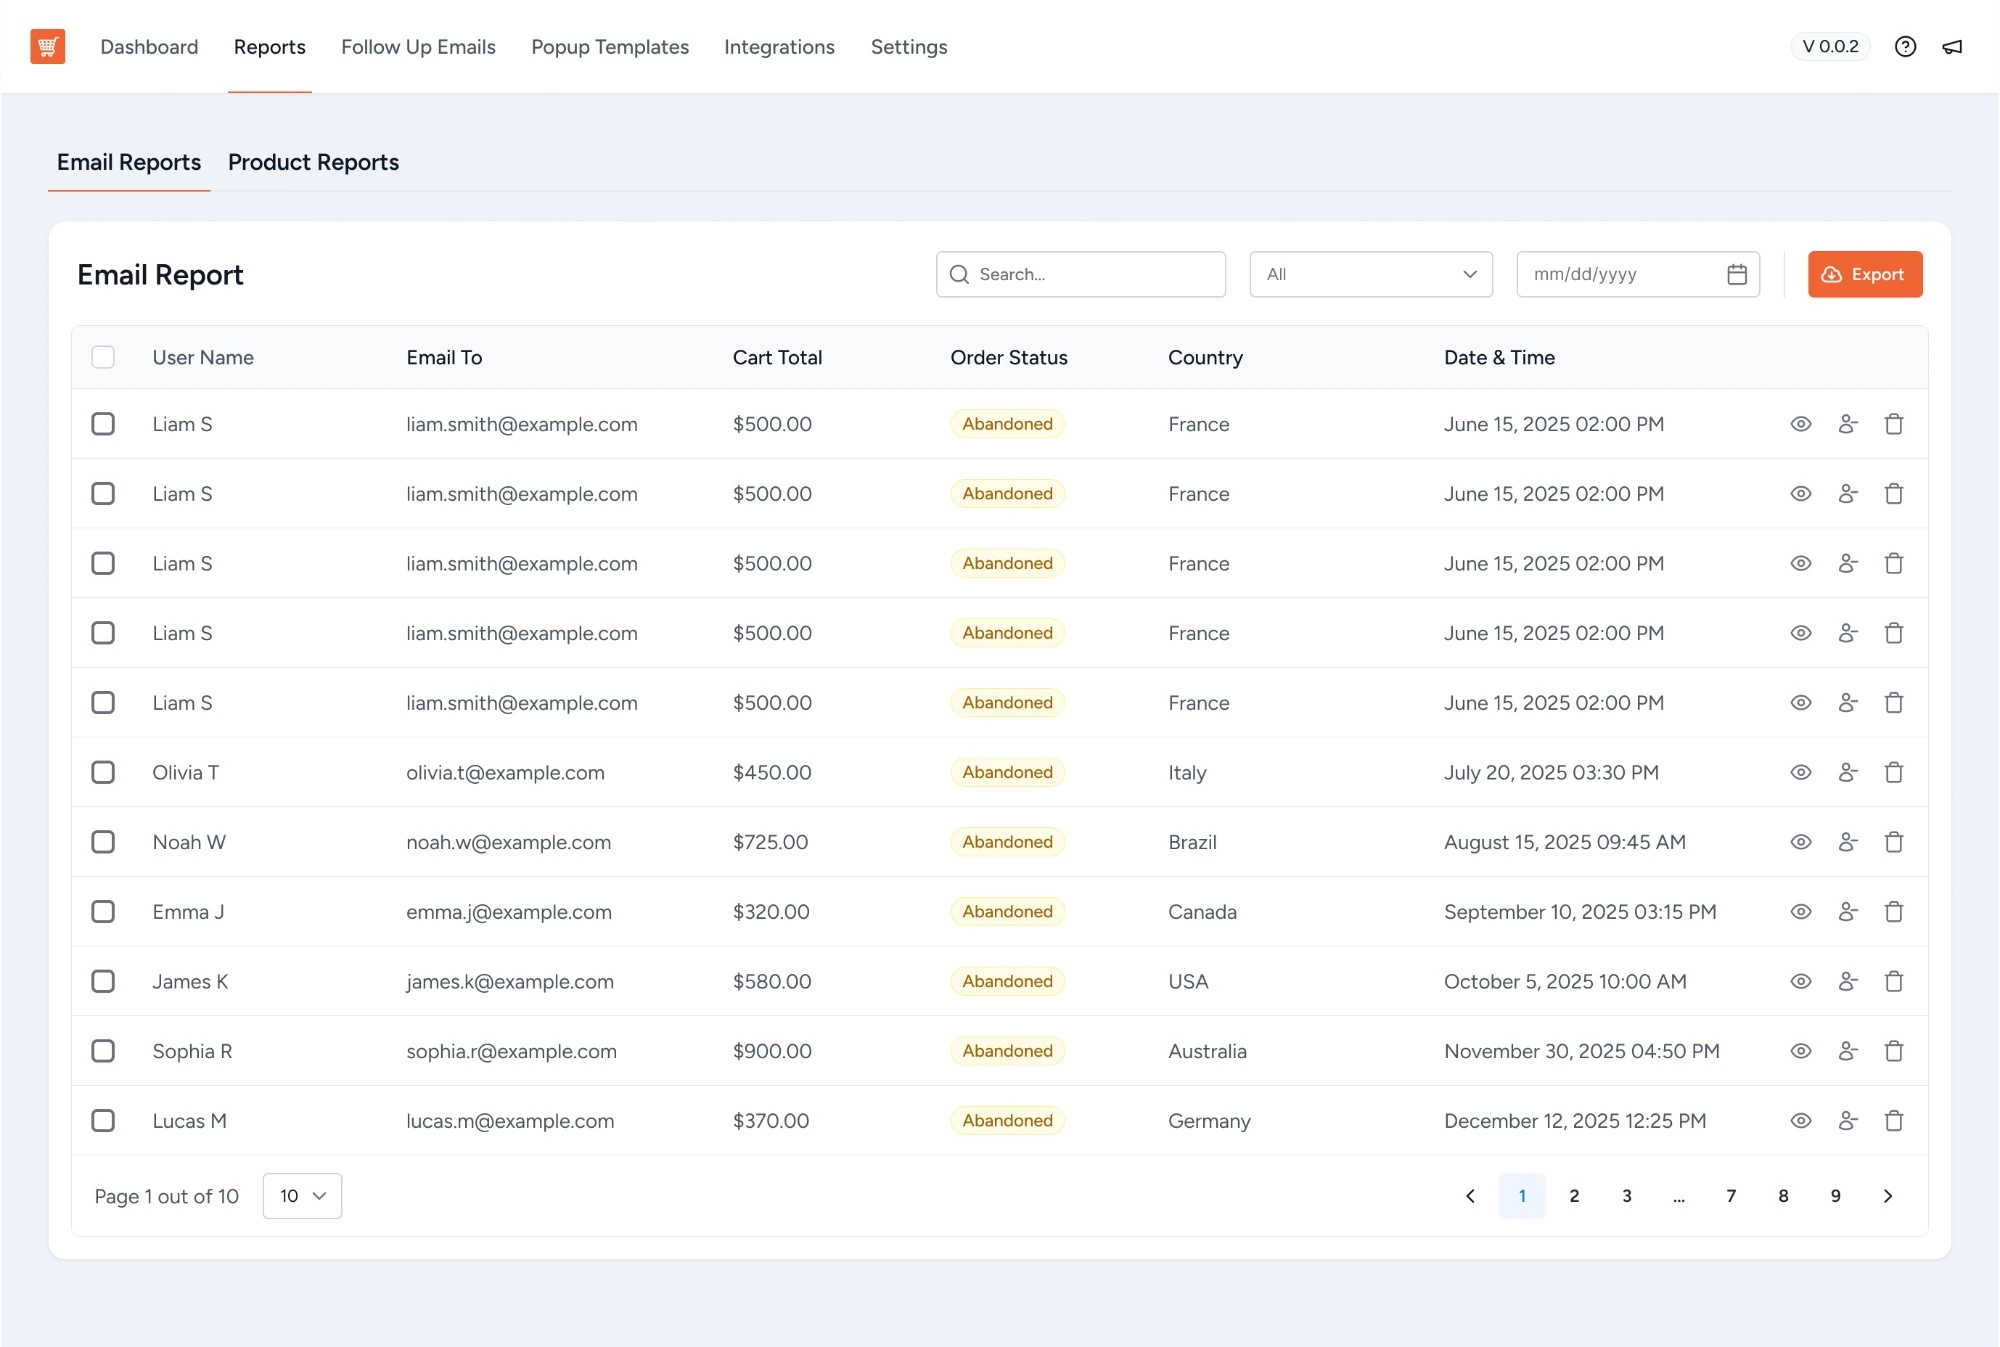 Dashboard Reports Follow Up Emails Popup Templates Integrations Settings V 0.0.2
Email Reports Product Reports
Email Report Search... All mm/dd/yyyy Export
User Name Email To Cart Total Order Status Country Date & Time
Liam S liam.smith@example.com $500.00 Abandoned France June 15, 2025 02:00 PM
Liam S liam.smith@example.com $500.00 Abandoned France June 15, 2025 02:00 PM
Liam S liam.smith@example.com $500.00 Abandoned France June 15, 2025 02:00 PM
Liam S liam.smith@example.com $500.00 Abandoned France June 15, 2025 02:00 PM
Liam S liam.smith@example.com $500.00 Abandoned France June 15, 2025 02:00 PM
Olivia T olivia.t@example.com $450.00 Abandoned Italy July 20, 2025 03:30 PM
Noah W noah.w@example.com $725.00 Abandoned Brazil August 15, 2025 09:45 AM
Emma J emma.j@example.com $320.00 Abandoned Canada September 10, 2025 03:15 PM
James K james.k@example.com $580.00 Abandoned USA October 5, 2025 10:00 AM
Sophia R sophia.r@example.com $900.00 Abandoned Australia November 30, 2025 04:50 PM
Lucas M lucas.m@example.com $370.00 Abandoned Germany December 12, 2025 12:25 PM
Page 1 out of 10 10 1 2 3 ... 7 8 9